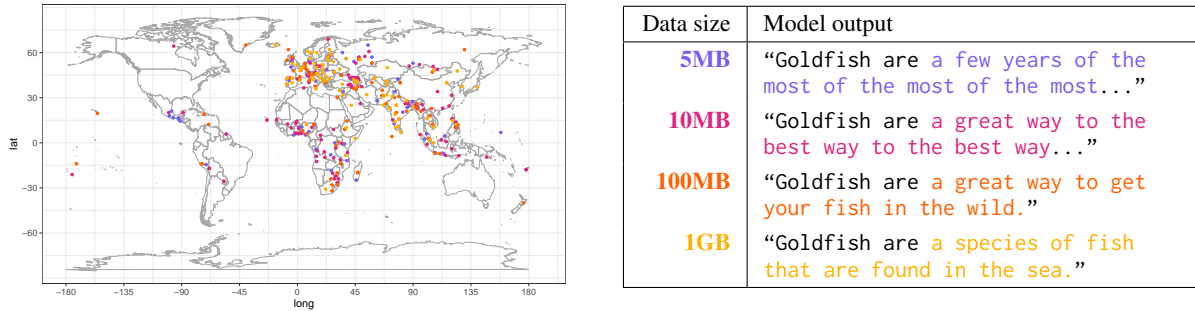 60
30
0
−30
−60
lat
−180
−135
−90
−45
0
45
90
135
180
long
Data size Model output
5MB “Goldfish are a few years of the
most of the most of the most...”
10MB “Goldfish are a great way to the
best way to the best way...”
100MB “Goldfish are a great way to get
your fish in the wild.”
1GB “Goldfish are a species of fish
that are found in the sea.”